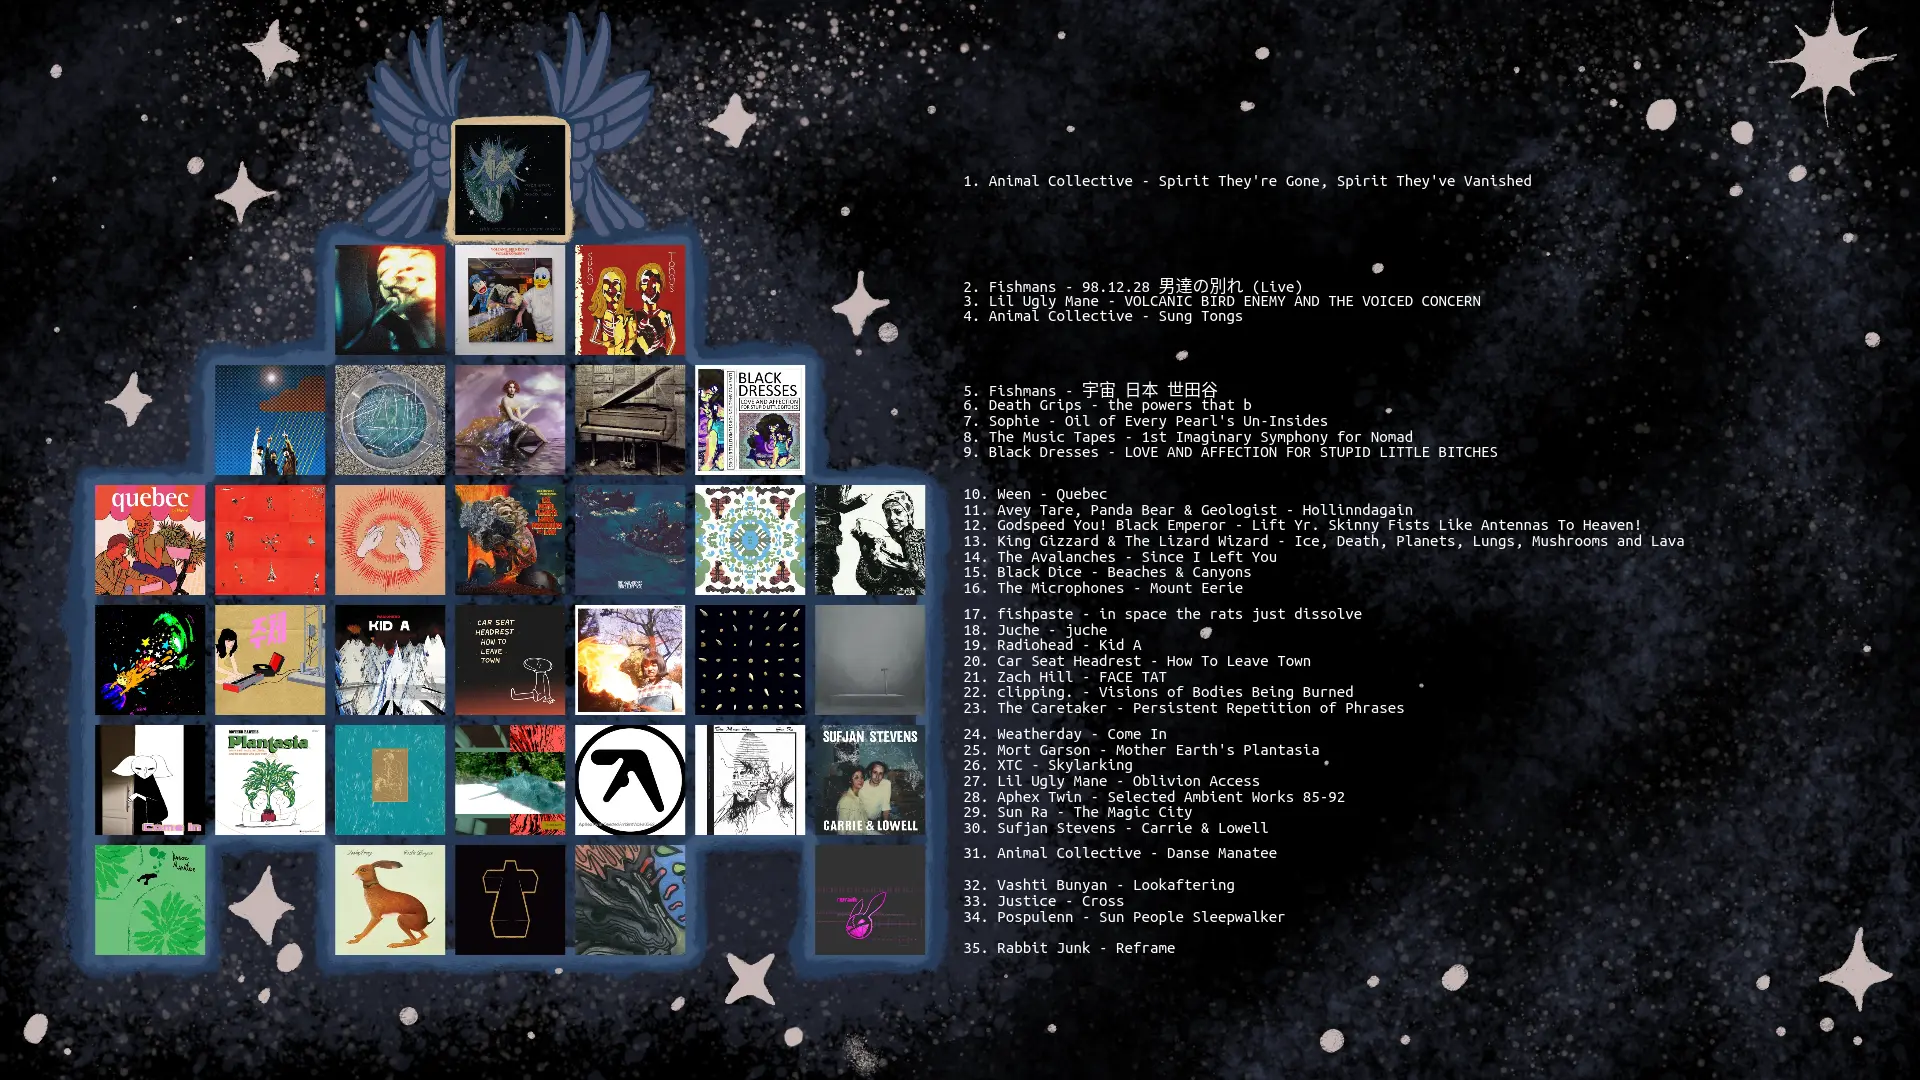 quebec
BLACK
DRESSES
LOVE AND AFFECTION
FOR STUPID LITTLE BITCHES
KID A
CAR SEAT
HEADREST
HOW TO
LEAVE
TOWN
Come in
Plantasia
SUFJAN STEVENS
CARRIE & LOWELL
Danse
Manatee
1. Animal Collective - Spirit They're Gone, Spirit They've Vanished
2. Fishmans - 98.12.28 男達の別れ (Live)
3. Lil Ugly Mane - VOLCANIC BIRD ENEMY AND THE VOICED CONCERN
4. Animal Collective - Sung Tongs
5. Fishmans - 宇宙 日本 世田谷
6. Death Grips - the powers that b
7. Sophie - Oil of Every Pearl's Un-Insides
8. The Music Tapes - 1st Imaginary Symphony for Nomad
9. Black Dresses - LOVE AND AFFECTION FOR STUPID LITTLE BITCHES
10. Ween - Quebec
11. Avey Tare, Panda Bear & Geologist - Hollinndagain
12. Godspeed You! Black Emperor - Lift Yr. Skinny Fists Like Antennas To Heaven!
13. King Gizzard & The Lizard Wizard - Ice, Death, Planets, Lungs, Mushrooms and Lava
14. The Avalanches - Since I Left You
15. Black Dice - Beaches & Canyons
16. The Microphones - Mount Eerie
17. fishpaste - in space the rats just dissolve
18. Juche - juche
19. Radiohead - Kid A
20. Car Seat Headrest - How To Leave Town
21. Zach Hill - FACE TAT
22. clipping. - Visions of Bodies Being Burned
23. The Caretaker - Persistent Repetition of Phrases
24. Weatherday - Come In
25. Mort Garson - Mother Earth's Plantasia
26. XTC - Skylarking
27. Lil Ugly Mane - Oblivion Access
28. Aphex Twin - Selected Ambient Works 85-92
29. Sun Ra - The Magic City
30. Sufjan Stevens - Carrie & Lowell
31. Animal Collective - Danse Manatee
32. Vashti Bunyan - Lookaftering
33. Justice - Cross
34. Pospulenn - Sun People Sleepwalker
35. Rabbit Junk - Reframe